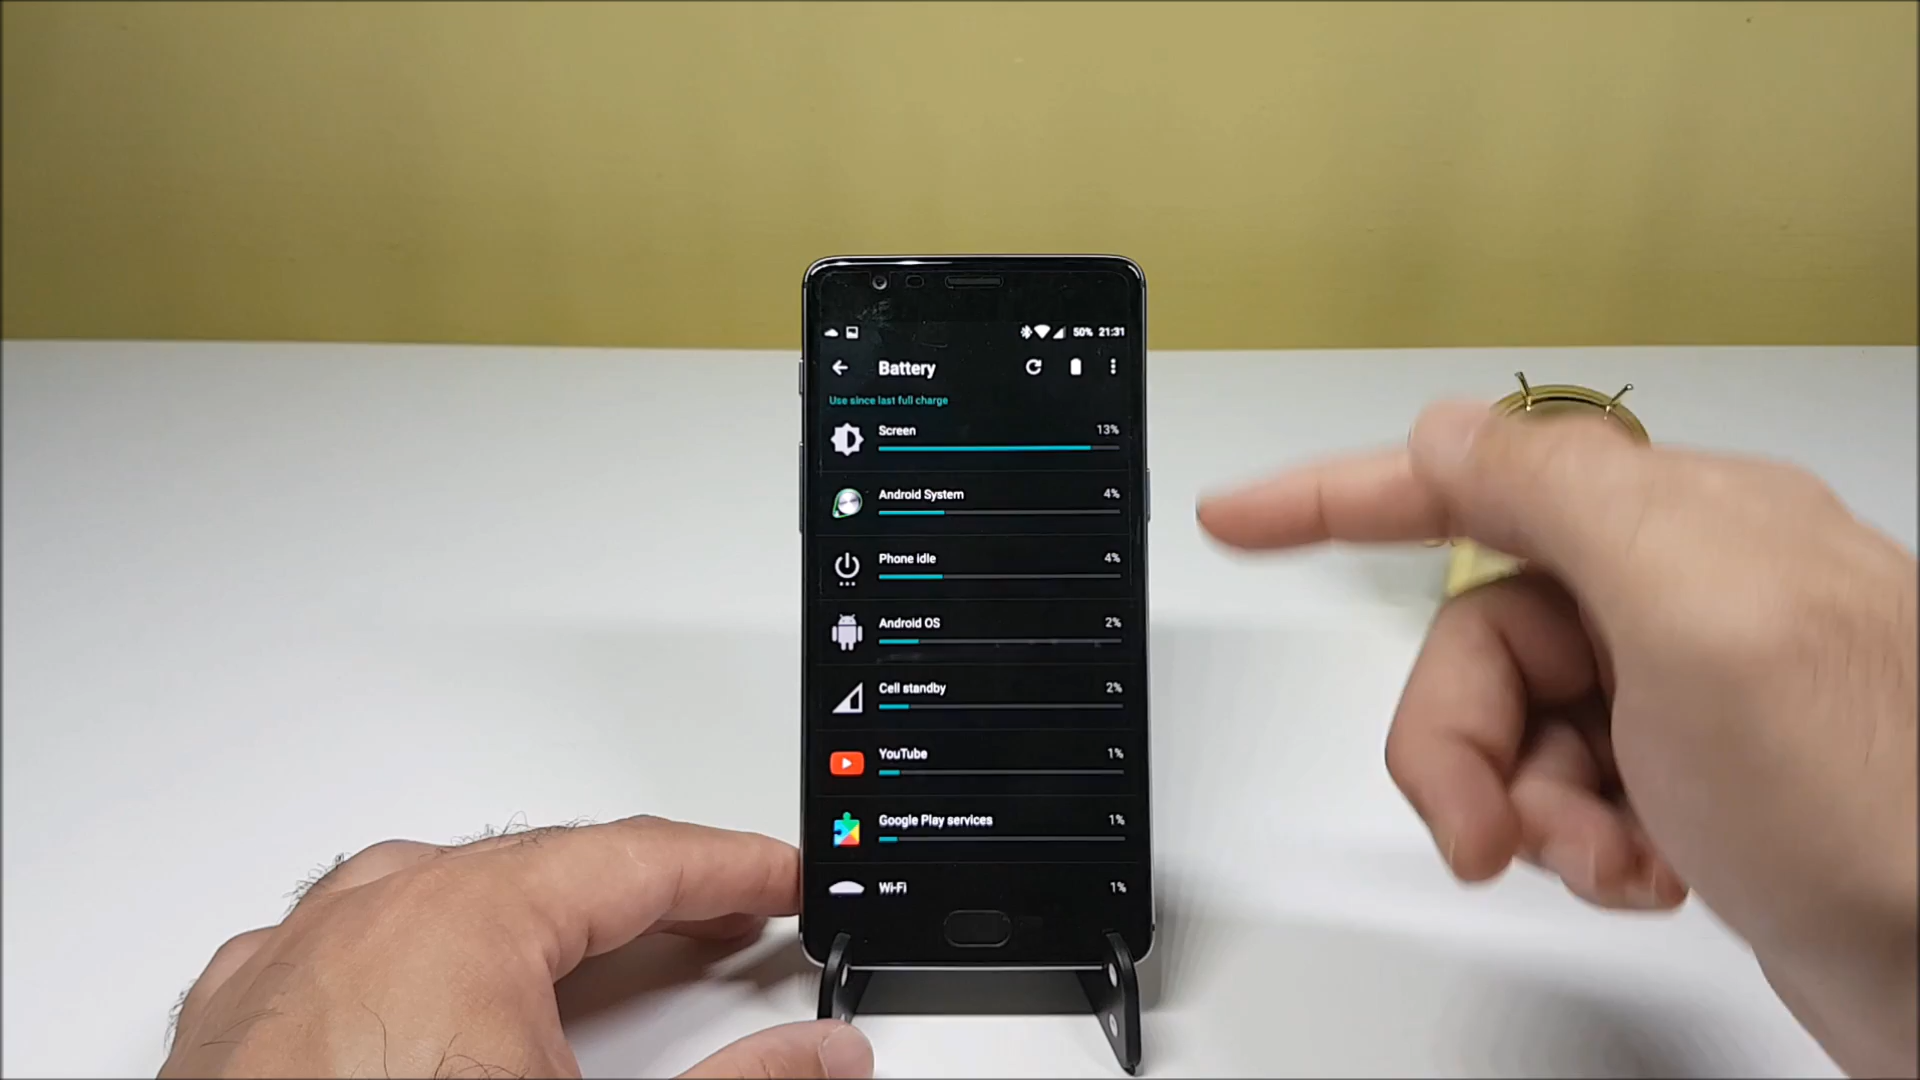 50% 21:31
Battery
Use since last full charge
Screen 13%
Android System 4%
Phone idle 4%
Android OS 2%
Cell standby 2%
YouTube 1%
Google Play services 1%
Wi-Fi 1%